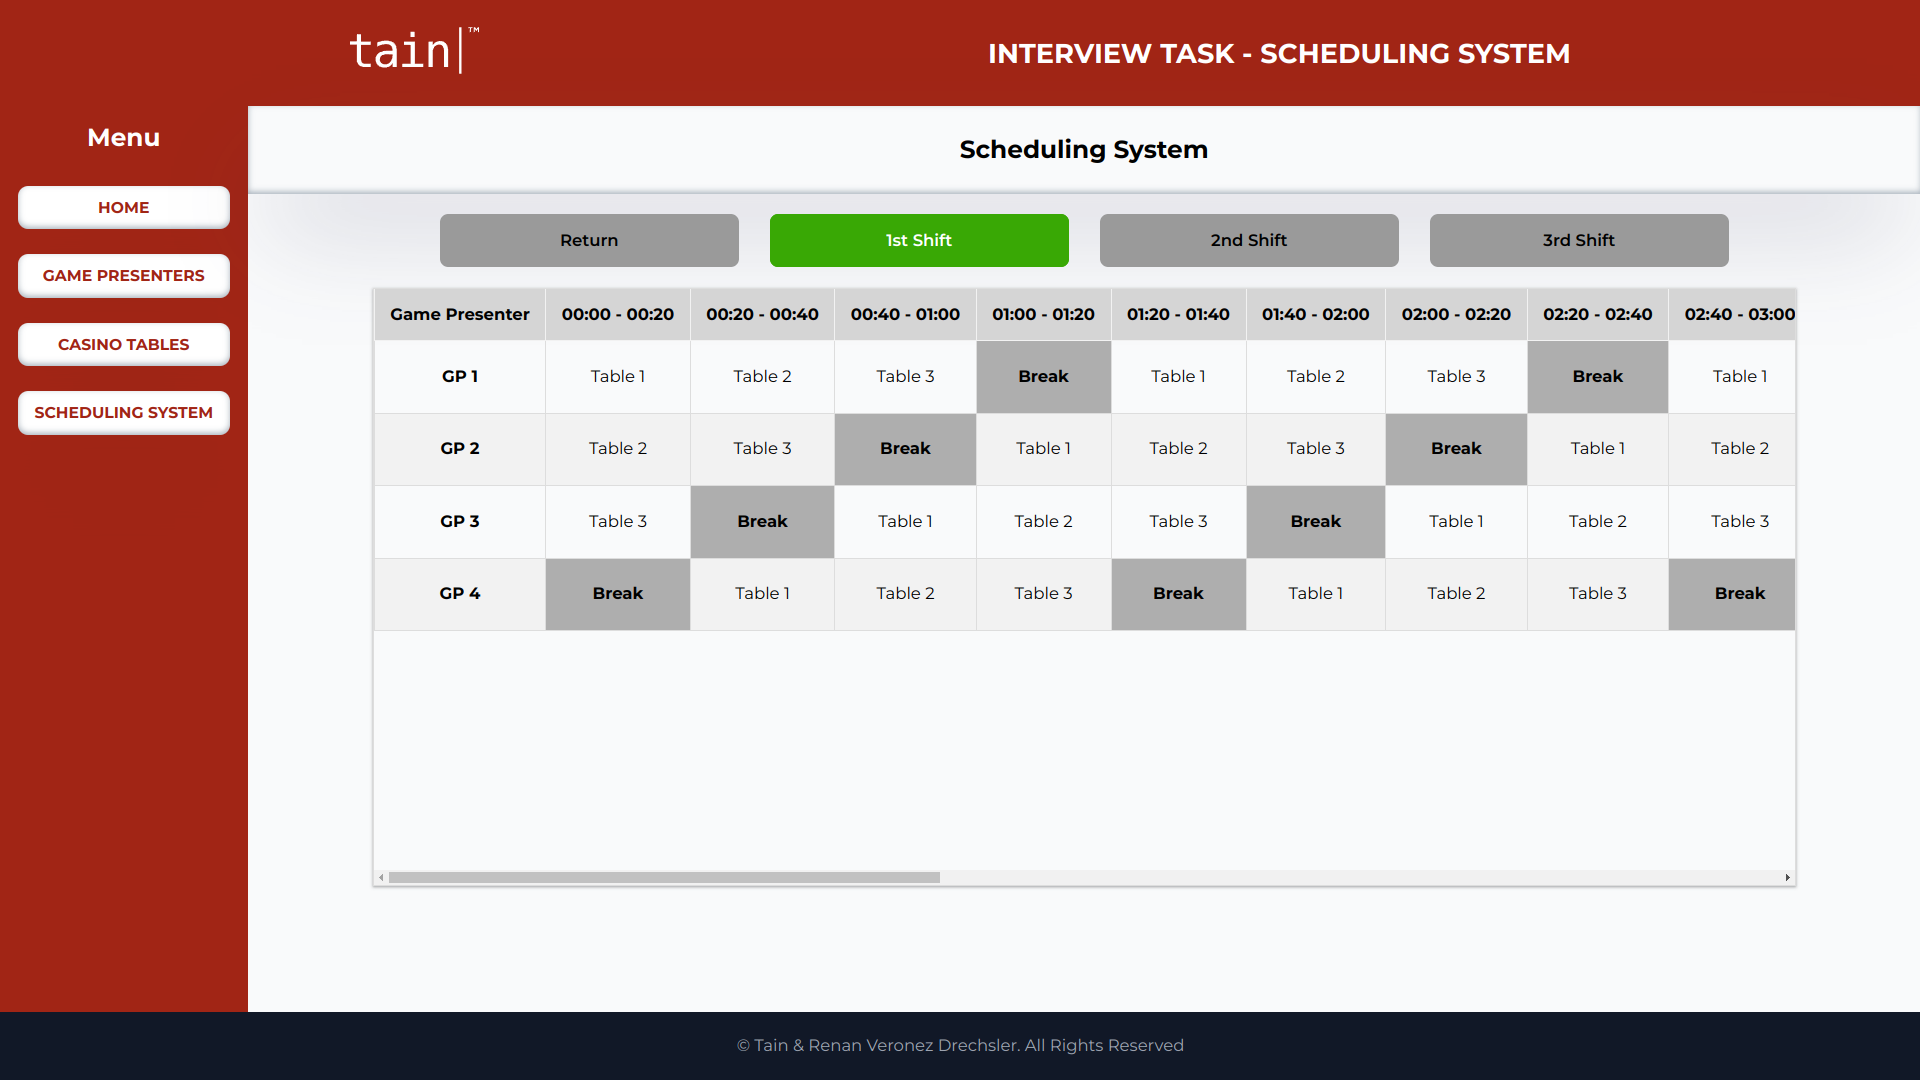 tain|™
INTERVIEW TASK - SCHEDULING SYSTEM
Menu
HOME
GAME PRESENTERS
CASINO TABLES
SCHEDULING SYSTEM
Scheduling System
Return 1st Shift 2nd Shift 3rd Shift
Game Presenter 00:00 - 00:20 00:20 - 00:40 00:40 - 01:00 01:00 - 01:20 01:20 - 01:40 01:40 - 02:00 02:00 - 02:20 02:20 - 02:40 02:40 - 03:00
GP 1 Table 1 Table 2 Table 3 Break Table 1 Table 2 Table 3 Break Table 1
GP 2 Table 2 Table 3 Break Table 1 Table 2 Table 3 Break Table 1 Table 2
GP 3 Table 3 Break Table 1 Table 2 Table 3 Break Table 1 Table 2 Table 3
GP 4 Break Table 1 Table 2 Table 3 Break Table 1 Table 2 Table 3 Break
© Tain & Renan Veronez Drechsler. All Rights Reserved